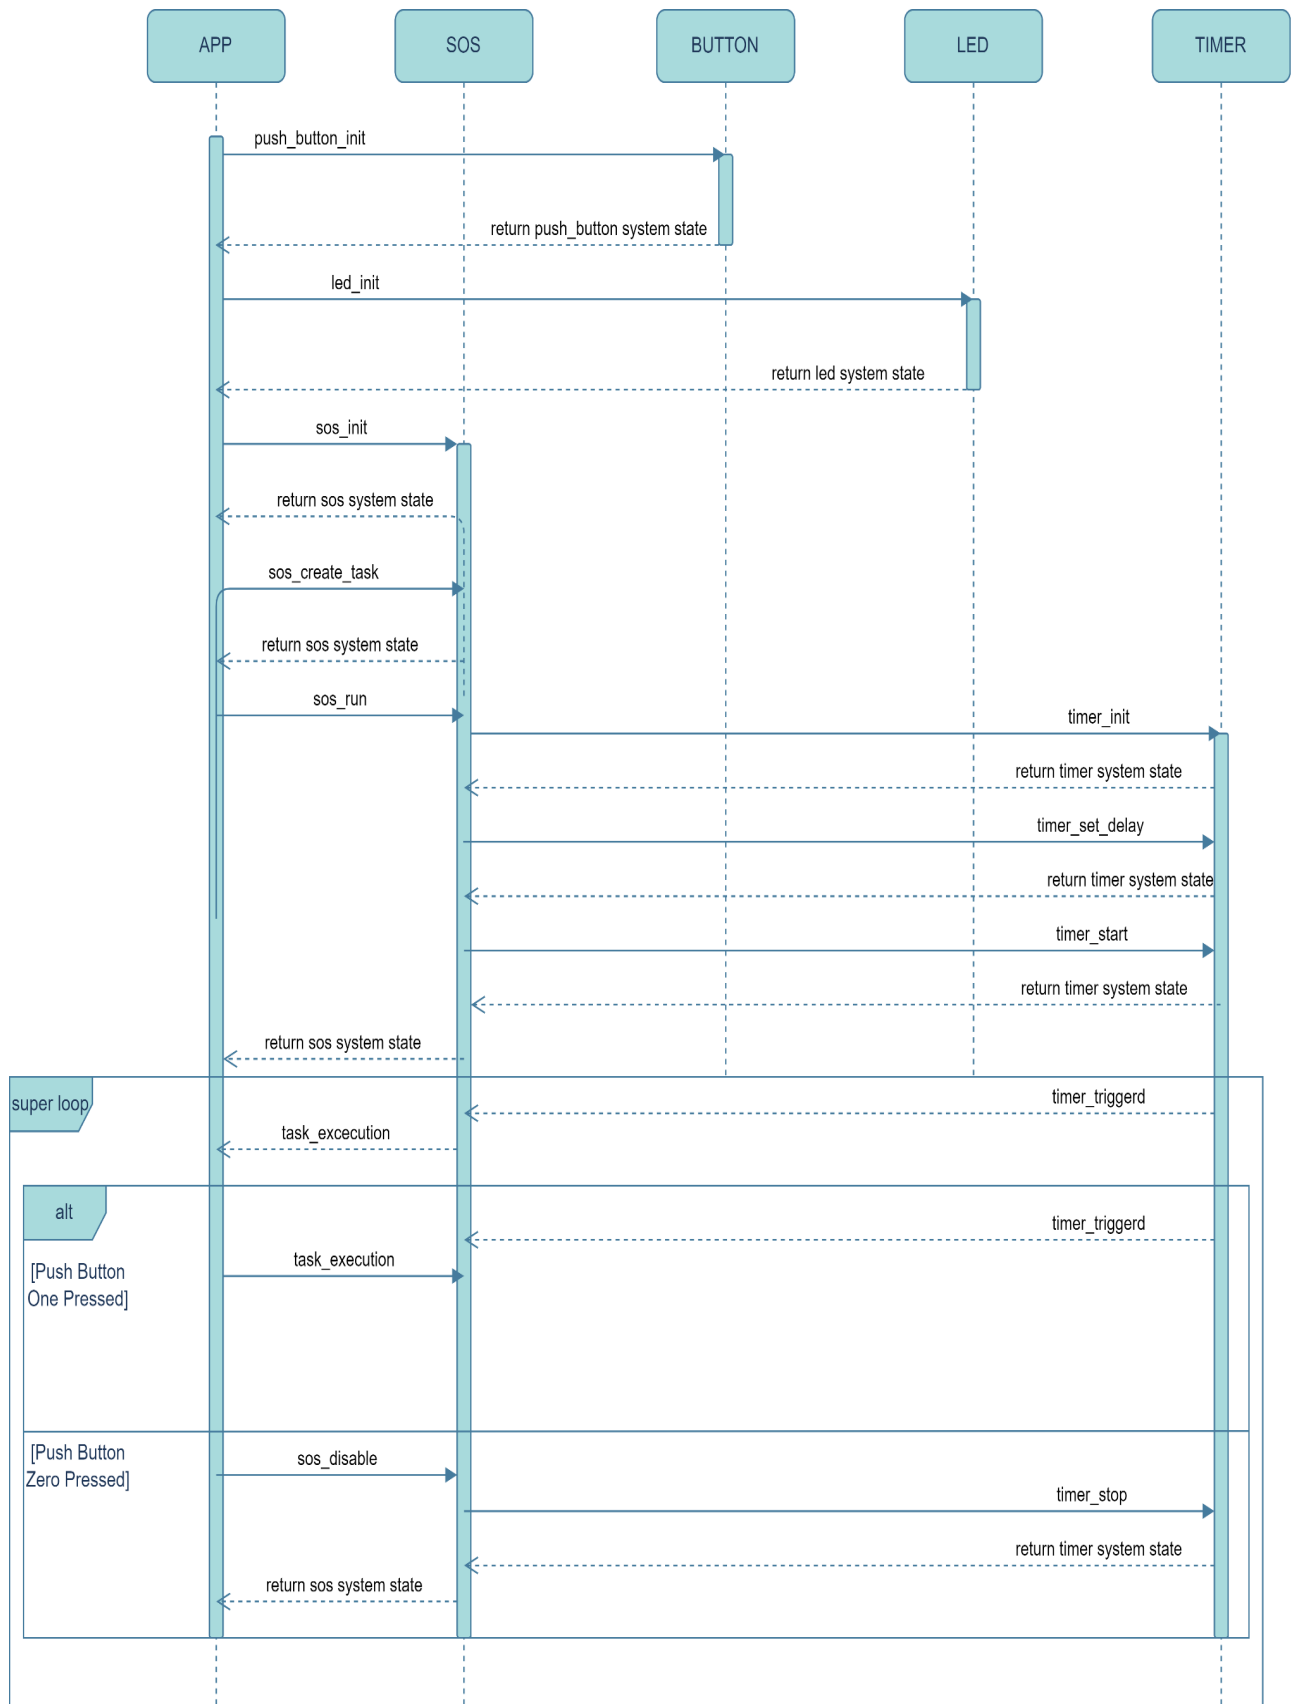 APP
SOS
BUTTON
LED
TIMER
push_button_init
return push_button system state
led_init
return led system state
sos_init
return sos system state
sos_create_task
return sos system state
sos_run
timer_init
return timer system state
timer_set_delay
return timer system state
timer_start
return timer system state
return sos system state
super loop
timer_triggerd
task_excecution
alt
timer_triggerd
task_execution
[Push Button
One Pressed]
[Push Button
Zero Pressed]
sos_disable
timer_stop
return timer system state
return sos system state